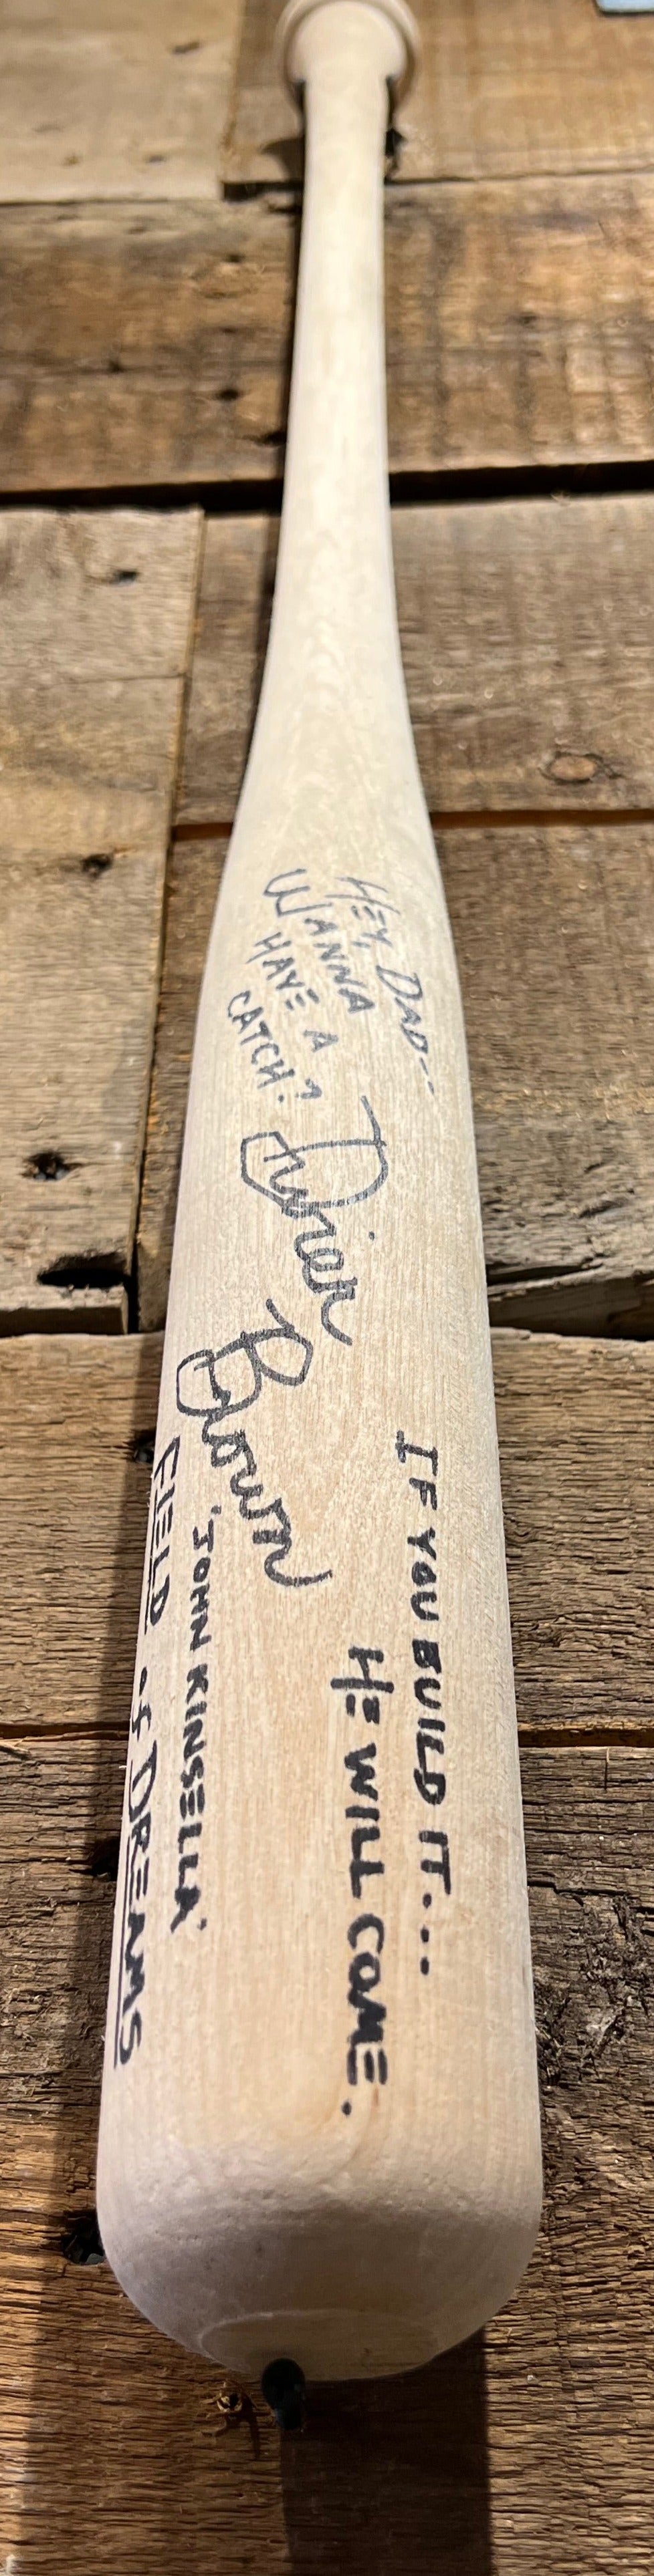 HEY, DAD...
WANNA
HAVE A
CATCH?
Dwier
Brown
'JOHN KINSELLA'
FIELD of DREAMS
IF YOU BUILD IT...
HE WILL COME.